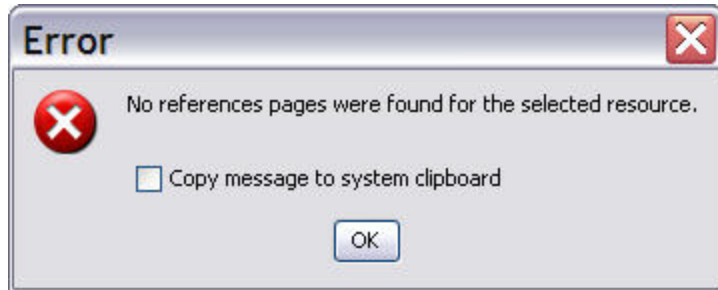 Error
No references pages were found for the selected resource.
Copy message to system clipboard
OK